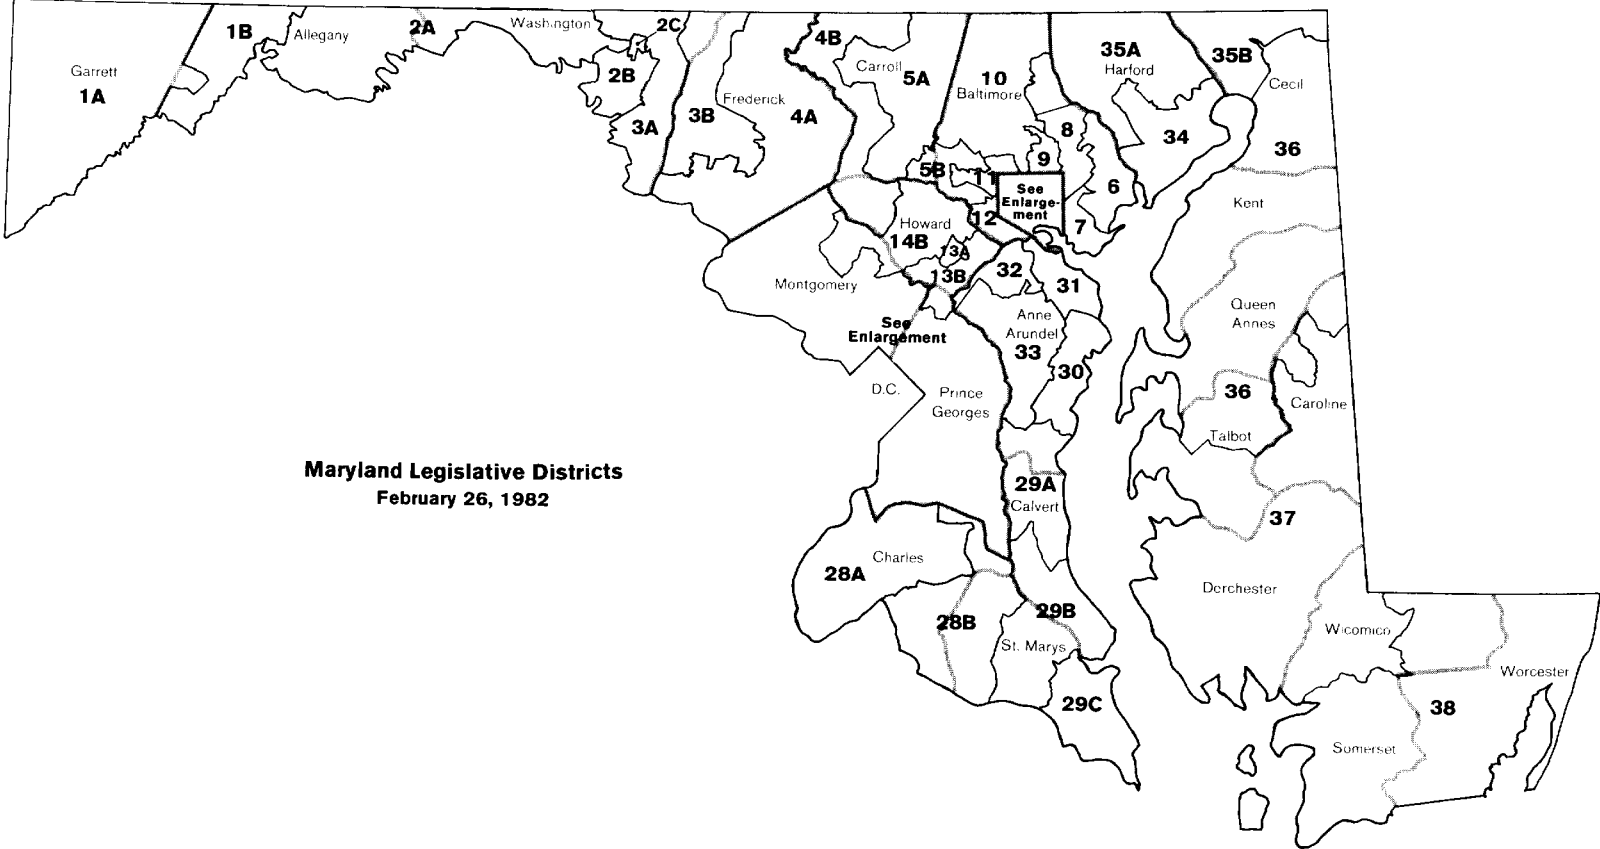 1B
2A
Washington
2C
4B
Allegany
35A
35B
Garrett
1A
2B
Carroll
5A
10
Baltimore
Harford
Cecil
Frederick
3A
3B
4A
8
34
36
9
5B
11
6
See
Enlarge-
ment
Kent
12
7
Howard
14B
13A
13B
32
31
Montgomery
Queen
Annes
Anne
Arundel
See
Enlargement
33
30
D.C.
Prince
Georges
36
Caroline
Talbot
Maryland Legislative Districts
February 26, 1982
29A
Calvert
37
Charles
28A
Derchester
28B
29B
St. Marys
Wicomico
Worcester
29C
38
Somerset